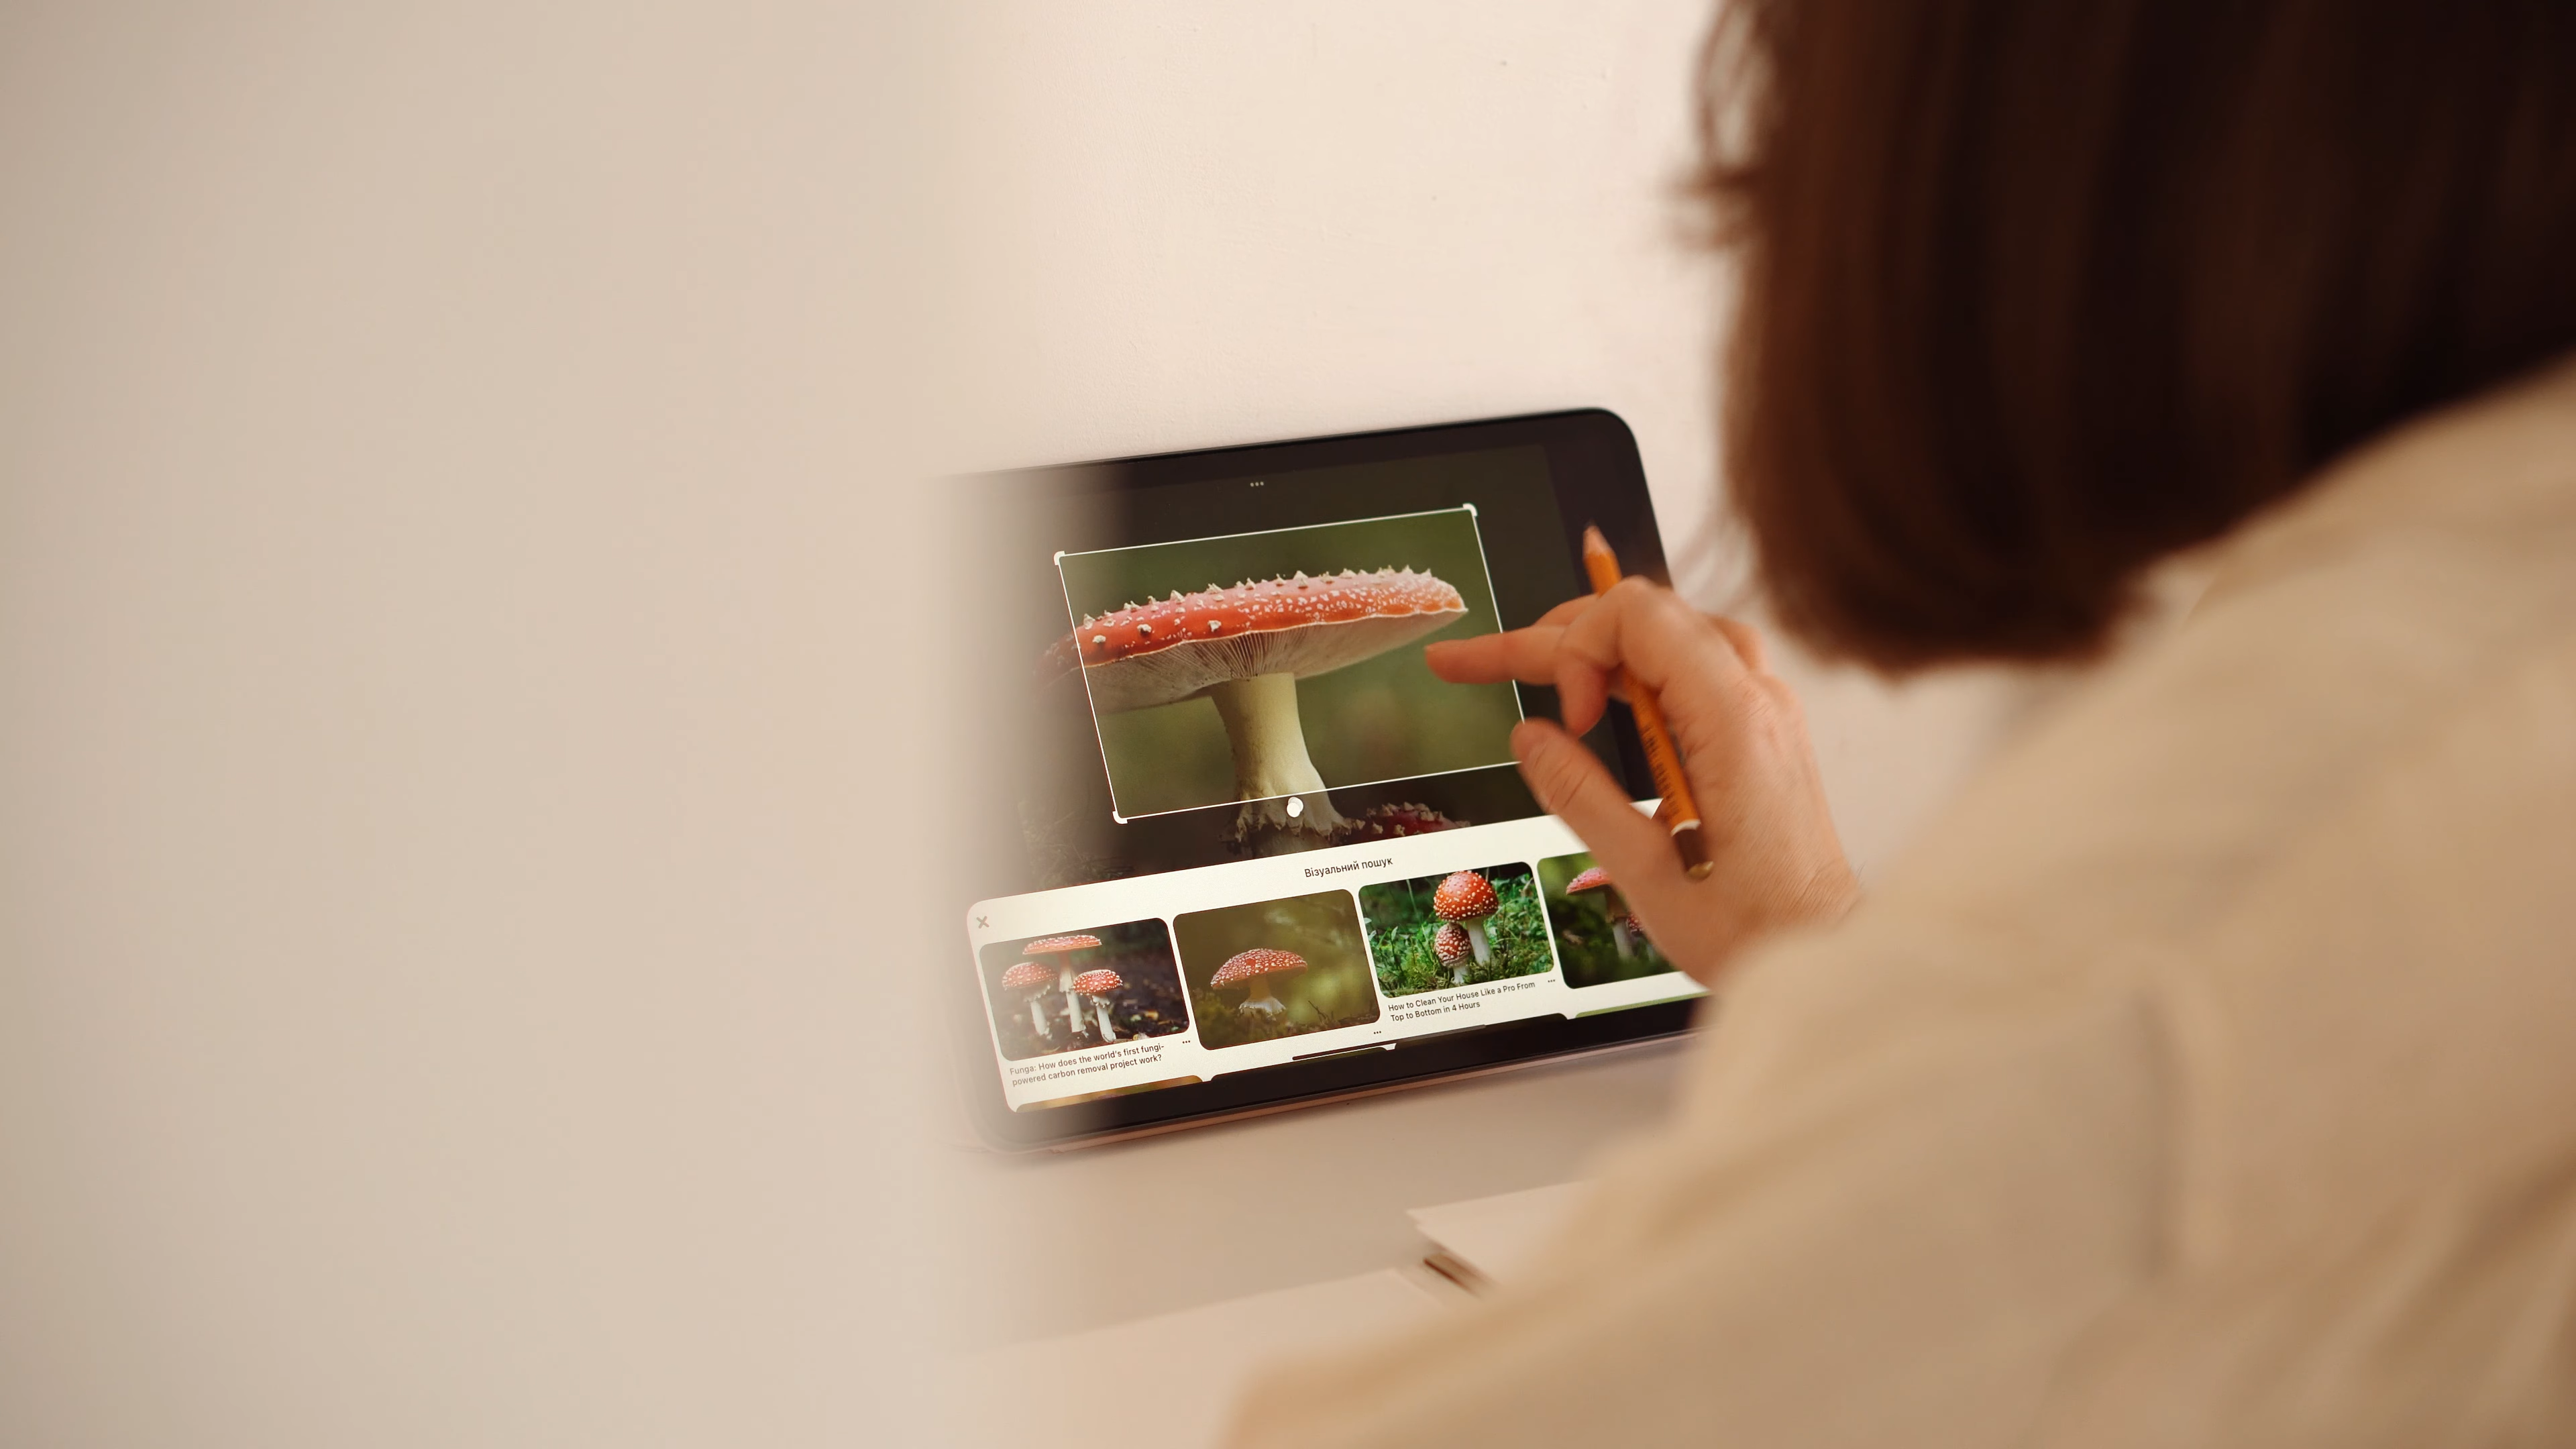 Візуальний пошук
Funga: How does the world's first fungi-
powered carbon removal project work?
How to Clean Your House Like a Pro From
Top to Bottom in 4 Hours